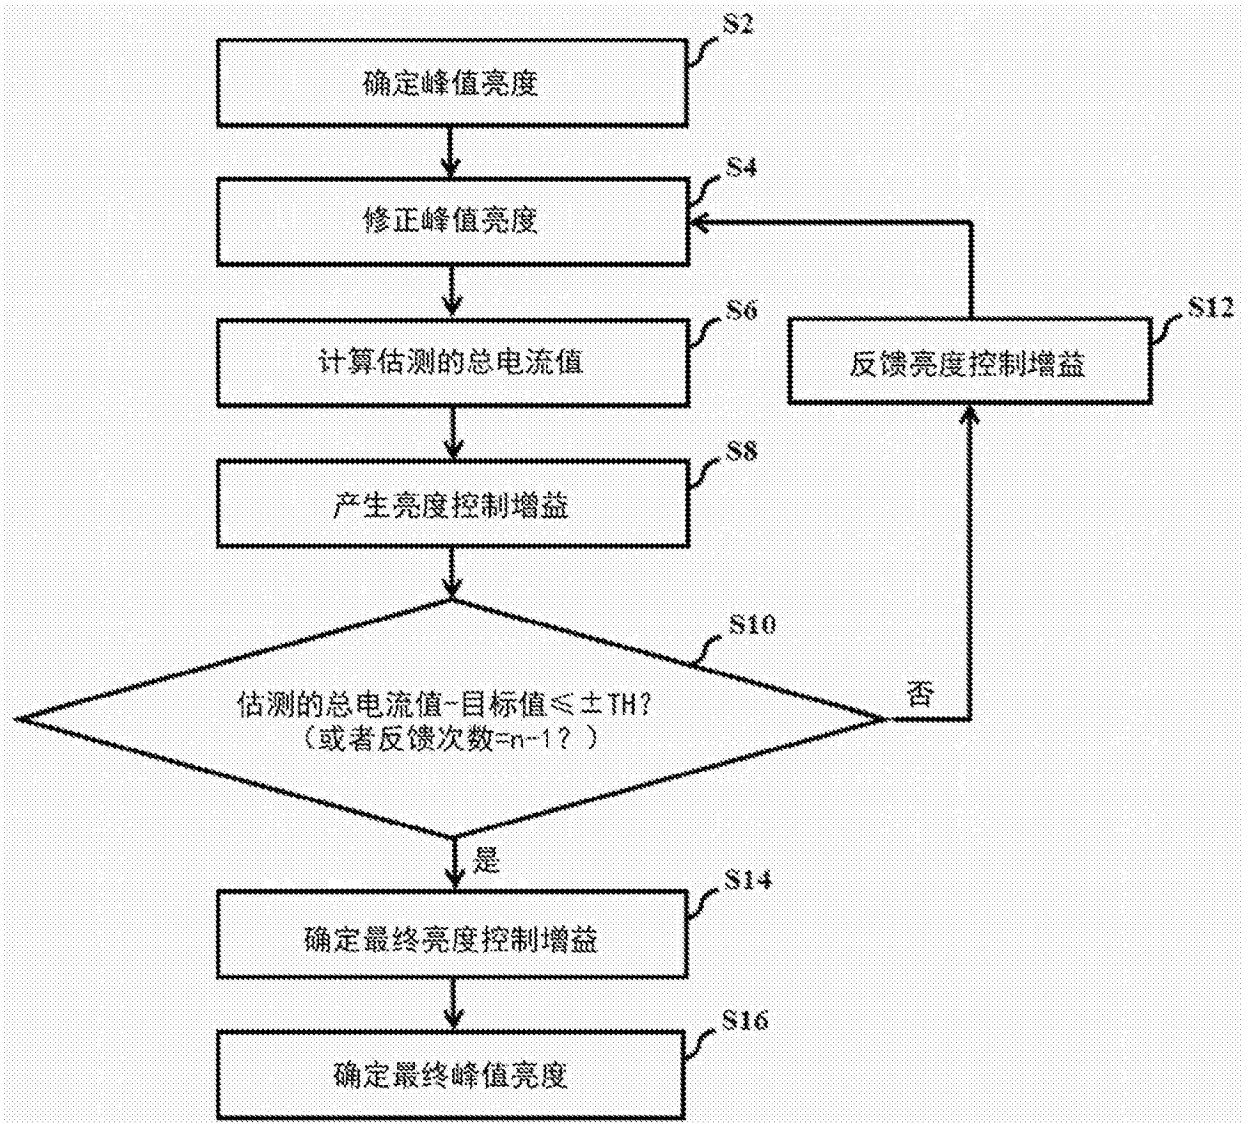 S2
确定峰值亮度
S4
修正峰值亮度
S6
计算估测的总电流值
S12
反馈亮度控制增益
S8
产生亮度控制增益
S10
估测的总电流值-目标值≤±TH?
(或者反馈次数=n-1?)
否
是
S14
确定最终亮度控制增益
S16
确定最终峰值亮度